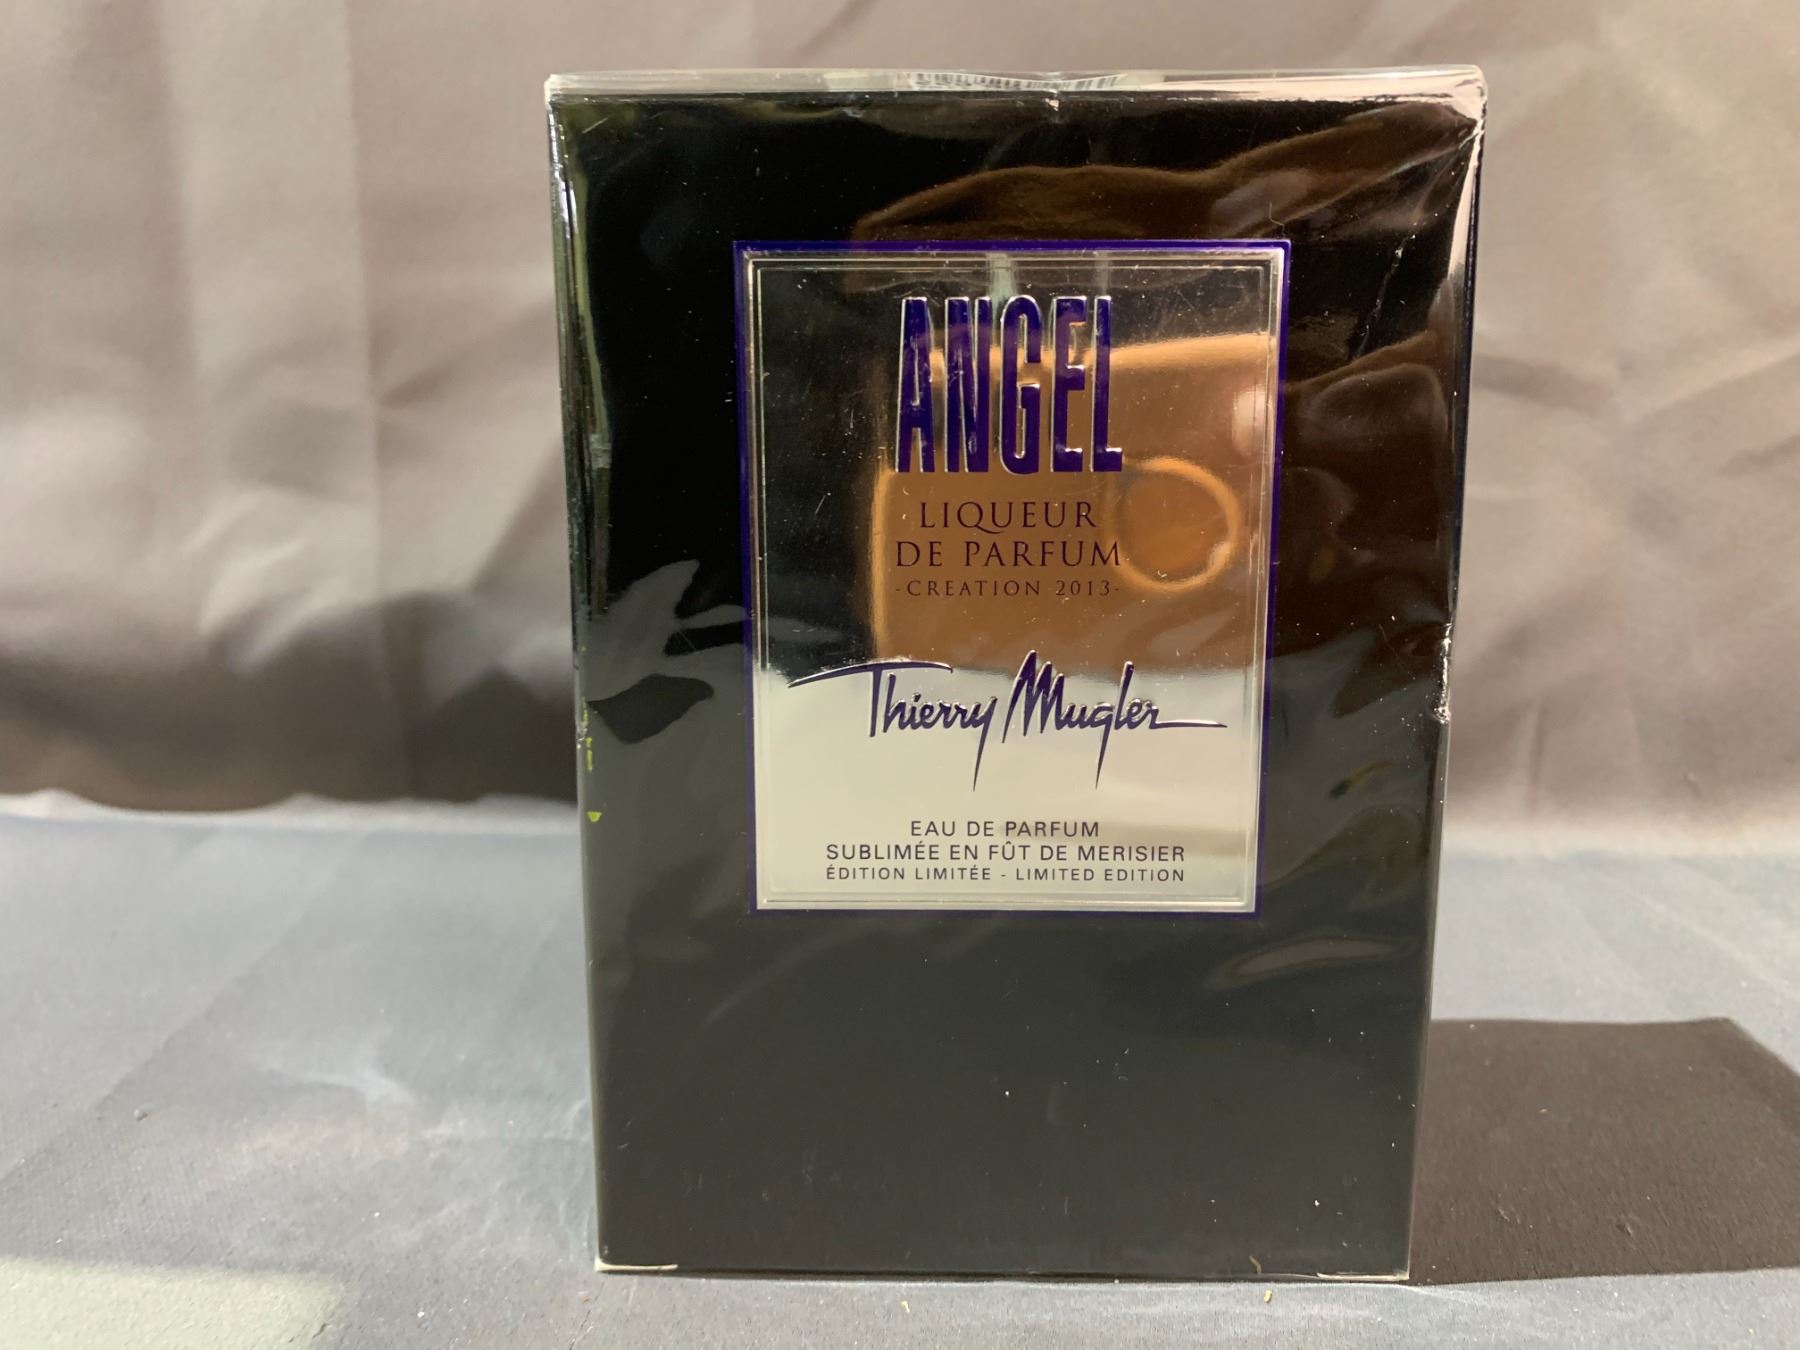 ANGEL
LIQUEUR
DE PARFUM
-CREATION 2013-
Thierry Mugler
EAU DE PARFUM
SUBLIMÉE EN FÛT DE MERISIER
ÉDITION LIMITÉE - LIMITED EDITION